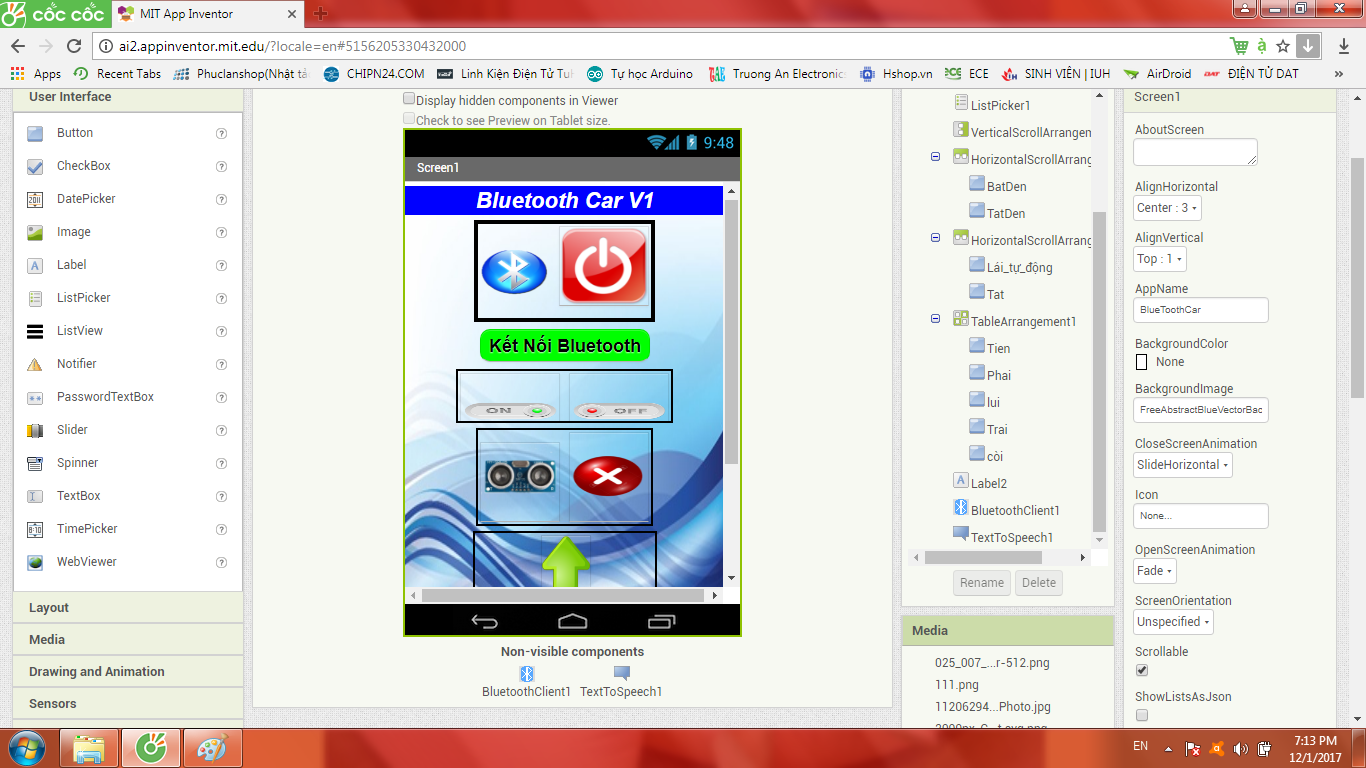 cốc cốc
MIT App Inventor
ai2.appinventor.mit.edu/?locale=en#5156205330432000
Apps
Recent Tabs
Phuclanshop(Nhật tả
CHIPN24.COM
Linh Kiện Điện Tử Tu
Tự học Arduino
Truong An Electronic
Hshop.vn
ECE
SINH VIÊN | IUH
AirDroid
ĐIỆN TỬ DAT
User Interface
Button
CheckBox
DatePicker
Image
Label
ListPicker
ListView
Notifier
PasswordTextBox
Slider
Spinner
TextBox
TimePicker
WebViewer
Layout
Media
Drawing and Animation
Sensors
Display hidden components in Viewer
Check to see Preview on Tablet size.
9:48
Screen1
Bluetooth Car V1
Kết Nối Bluetooth
ON
OFF
Non-visible components
BluetoothClient1
TextToSpeech1
ListPicker1
VerticalScrollArrangem
HorizontalScrollArrang
BatDen
TatDen
HorizontalScrollArrang
Lái_tự_động
Tat
TableArrangement1
Tien
Phai
lui
Trai
còi
Label2
BluetoothClient1
TextToSpeech1
Rename
Delete
Media
025_007_...r-512.png
111.png
11206294...Photo.jpg
Screen1
AboutScreen
AlignHorizontal
Center : 3
AlignVertical
Top : 1
AppName
BlueToothCar
BackgroundColor
None
BackgroundImage
FreeAbstractBlueVectorBac
CloseScreenAnimation
SlideHorizontal
Icon
None...
OpenScreenAnimation
Fade
ScreenOrientation
Unspecified
Scrollable
ShowListsAsJson
EN
7:13 PM
12/1/2017